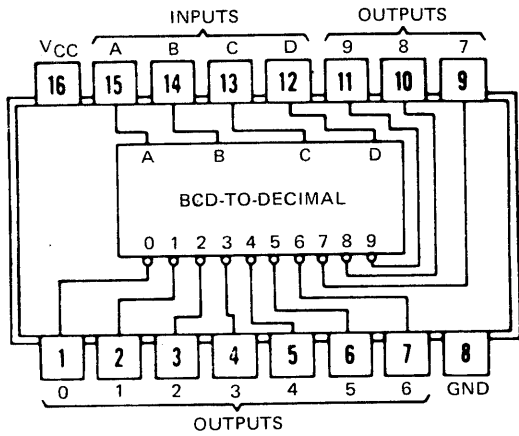 INPUTS OUTPUTS
VCC A B C D 9 8 7
16 15 14 13 12 11 10 9
A B C D
BCD-TO-DECIMAL
0 1 2 3 4 5 6 7 8 9
1 2 3 4 5 6 7 8
0 1 2 3 4 5 6 GND
OUTPUTS